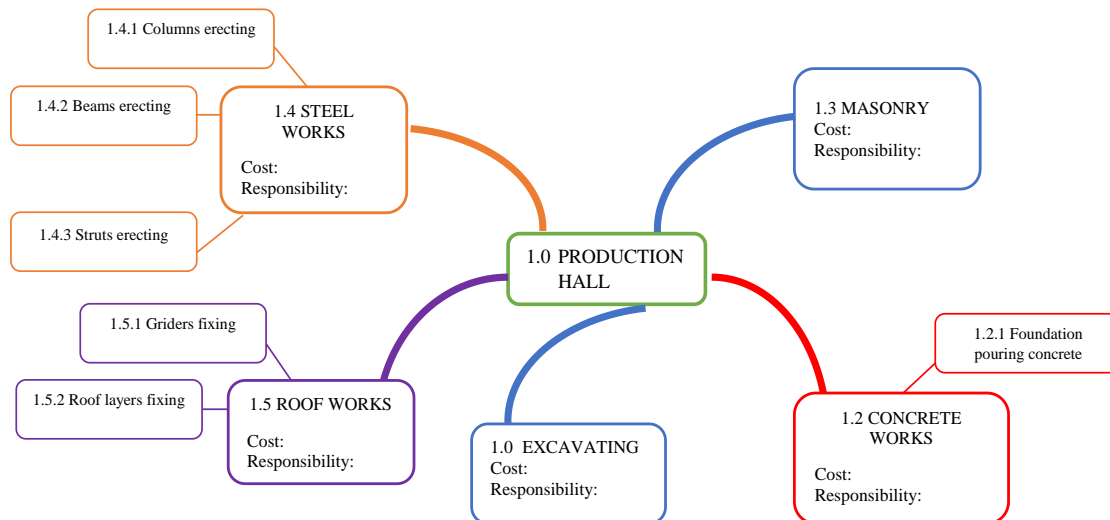 1.4.1 Columns erecting
1.4.2 Beams erecting
1.4 STEEL
WORKS
Cost:
Responsibility:
1.4.3 Struts erecting
1.3 MASONRY
Cost:
Responsibility:
1.0 PRODUCTION
HALL
1.5.1 Griders fixing
1.5.2 Roof layers fixing
1.5 ROOF WORKS
Cost:
Responsibility:
1.0 EXCAVATING
Cost:
Responsibility:
1.2.1 Foundation
pouring concrete
1.2 CONCRETE
WORKS
Cost:
Responsibility: